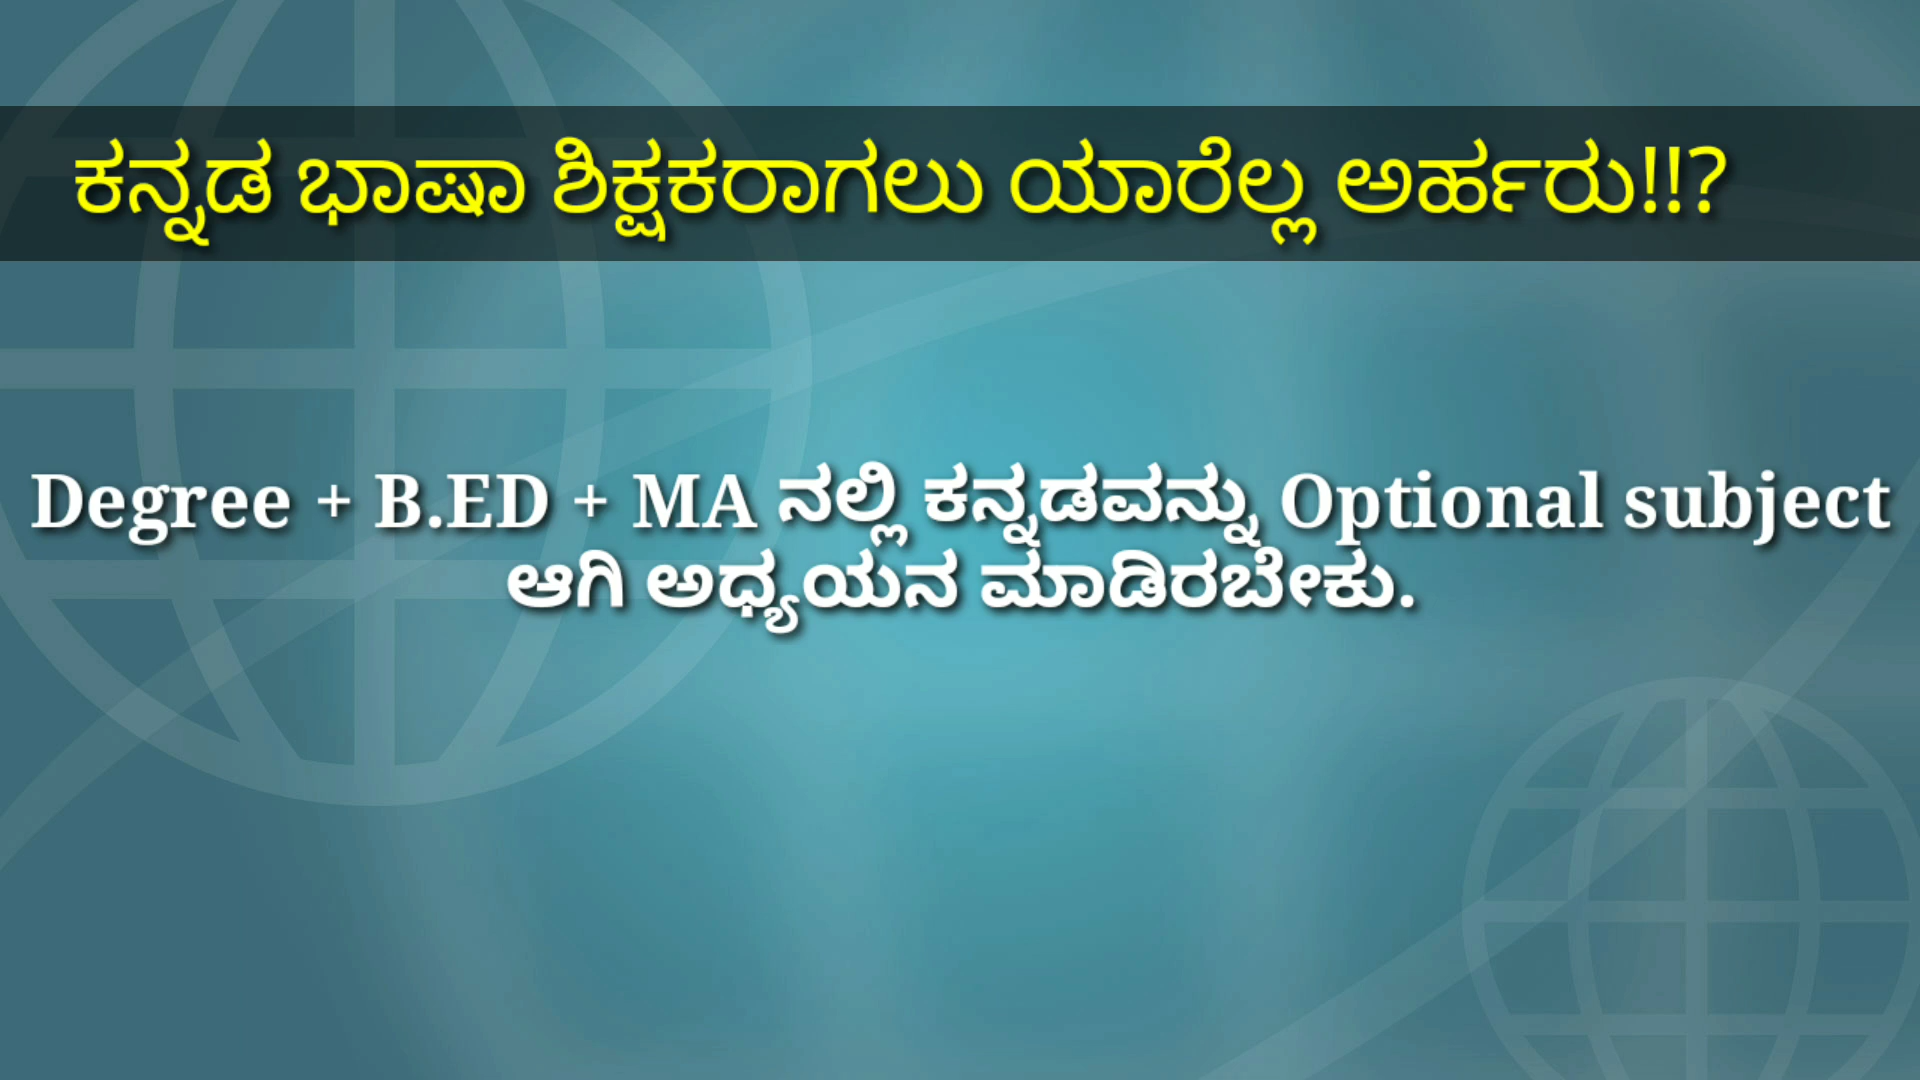 ಕನ್ನಡ ಭಾಷಾ ಶಿಕ್ಷಕರಾಗಲು ಯಾರೆಲ್ಲ ಅರ್ಹರು!!?
Degree + B.ED + MA ನಲ್ಲಿ ಕನ್ನಡವನ್ನು Optional subject
ಆಗಿ ಅಧ್ಯಯನ ಮಾಡಿರಬೇಕು.